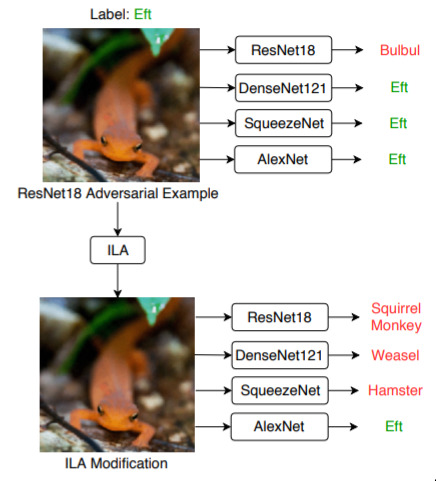 Label: Eft
ResNet18
Bulbul
DenseNet121
Eft
SqueezeNet
Eft
AlexNet
Eft
ResNet18 Adversarial Example
ILA
ResNet18
Squirrel
Monkey
DenseNet121
Weasel
SqueezeNet
Hamster
AlexNet
Eft
ILA Modification